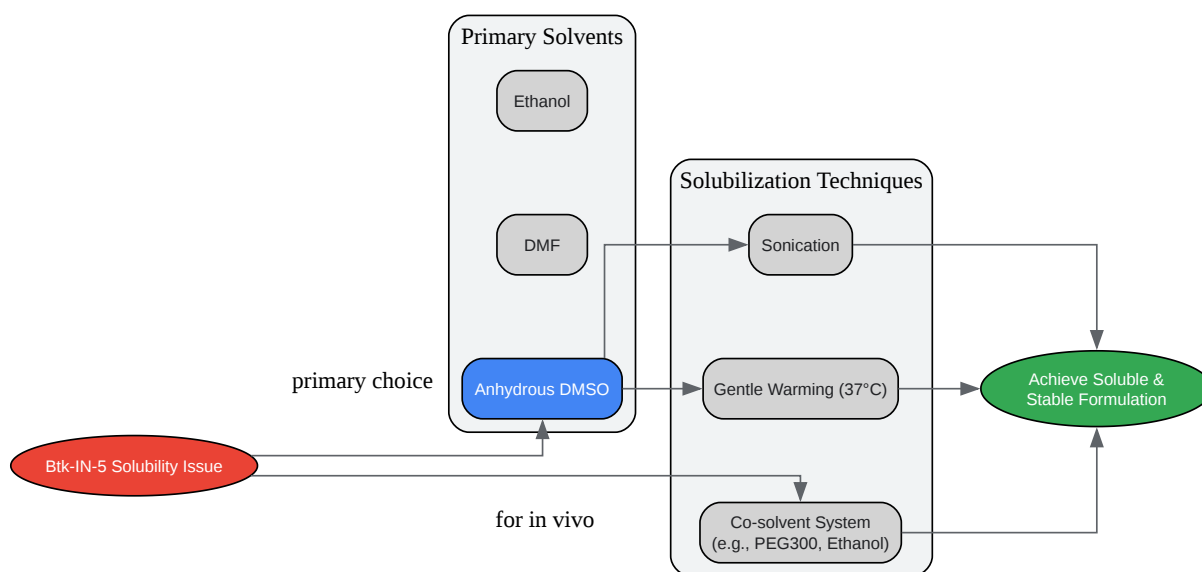 Primary Solvents
Ethanol
DMF
Anhydrous DMSO
Solubilization Techniques
Sonication
Gentle Warming (37°C)
Co-solvent System
(e.g., PEG300, Ethanol)
primary choice
Btk-IN-5 Solubility Issue
for in vivo
Achieve Soluble &
Stable Formulation